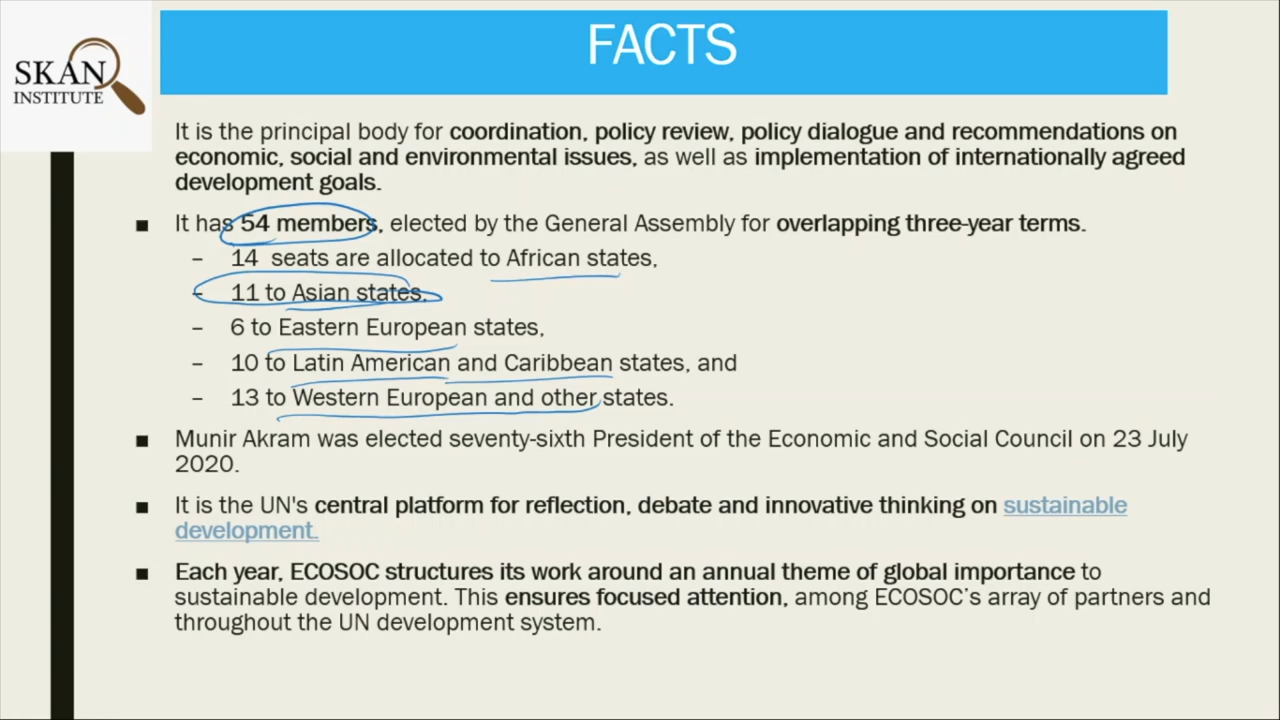 SKAN
INSTITUTE
FACTS
It is the principal body for coordination, policy review, policy dialogue and recommendations on
economic, social and environmental issues, as well as implementation of internationally agreed
development goals.
■ It has 54 members, elected by the General Assembly for overlapping three-year terms.
– 14 seats are allocated to African states,
– 11 to Asian states,
– 6 to Eastern European states,
– 10 to Latin American and Caribbean states, and
– 13 to Western European and other states.
■ Munir Akram was elected seventy-sixth President of the Economic and Social Council on 23 July
2020.
■ It is the UN's central platform for reflection, debate and innovative thinking on sustainable
development.
■ Each year, ECOSOC structures its work around an annual theme of global importance to
sustainable development. This ensures focused attention, among ECOSOC's array of partners and
throughout the UN development system.